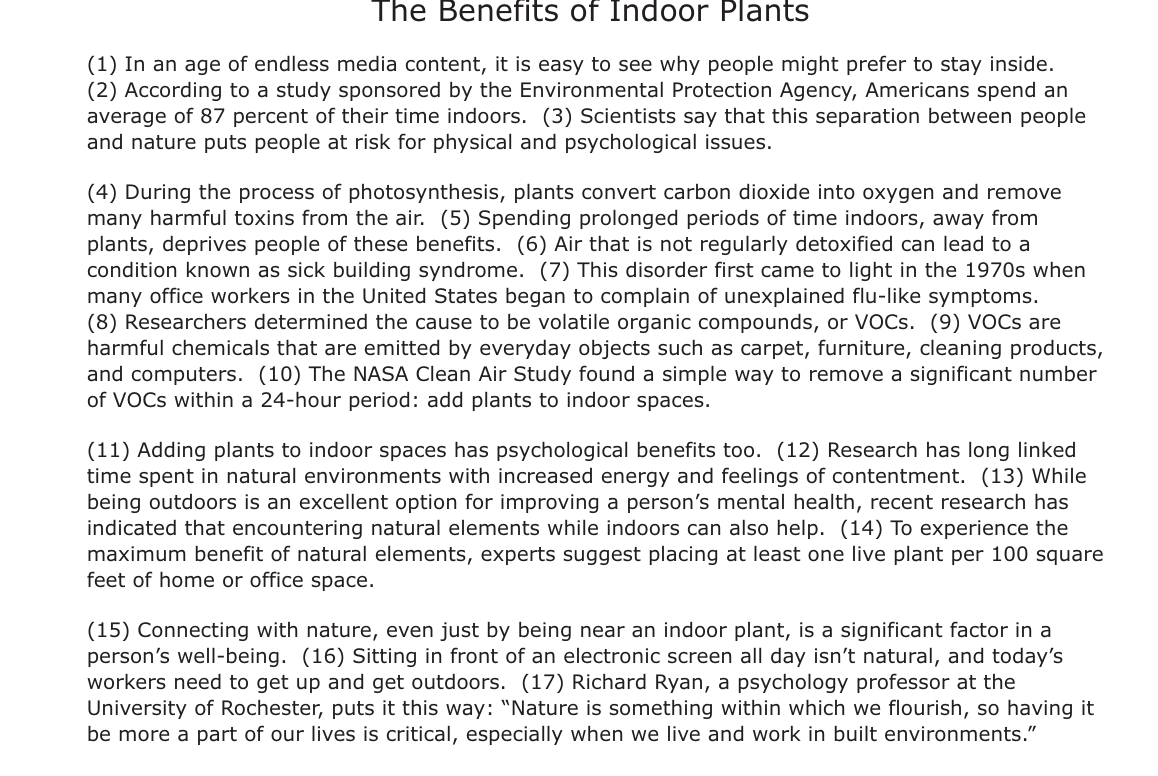 The Benefits of Indoor Plants
(1) In an age of endless media content, it is easy to see why people might prefer to stay inside.
(2) According to a study sponsored by the Environmental Protection Agency, Americans spend an
average of 87 percent of their time indoors. (3) Scientists say that this separation between people
and nature puts people at risk for physical and psychological issues.
(4) During the process of photosynthesis, plants convert carbon dioxide into oxygen and remove
many harmful toxins from the air. (5) Spending prolonged periods of time indoors, away from
plants, deprives people of these benefits. (6) Air that is not regularly detoxified can lead to a
condition known as sick building syndrome. (7) This disorder first came to light in the 1970s when
many office workers in the United States began to complain of unexplained flu-like symptoms.
(8) Researchers determined the cause to be volatile organic compounds, or VOCs. (9) VOCs are
harmful chemicals that are emitted by everyday objects such as carpet, furniture, cleaning products,
and computers. (10) The NASA Clean Air Study found a simple way to remove a significant number
of VOCs within a 24-hour period: add plants to indoor spaces.
(11) Adding plants to indoor spaces has psychological benefits too. (12) Research has long linked
time spent in natural environments with increased energy and feelings of contentment. (13) While
being outdoors is an excellent option for improving a person’s mental health, recent research has
indicated that encountering natural elements while indoors can also help. (14) To experience the
maximum benefit of natural elements, experts suggest placing at least one live plant per 100 square
feet of home or office space.
(15) Connecting with nature, even just by being near an indoor plant, is a significant factor in a
person’s well-being. (16) Sitting in front of an electronic screen all day isn’t natural, and today’s
workers need to get up and get outdoors. (17) Richard Ryan, a psychology professor at the
University of Rochester, puts it this way: “Nature is something within which we flourish, so having it
be more a part of our lives is critical, especially when we live and work in built environments.”